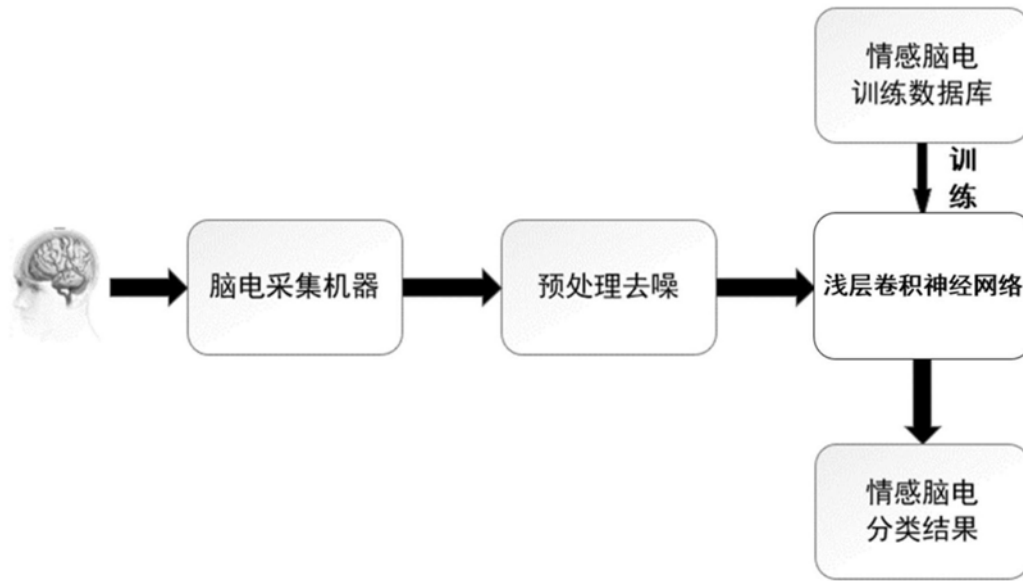 情感脑电
训练数据库
训
练
脑电采集机器
预处理去噪
浅层卷积神经网络
情感脑电
分类结果